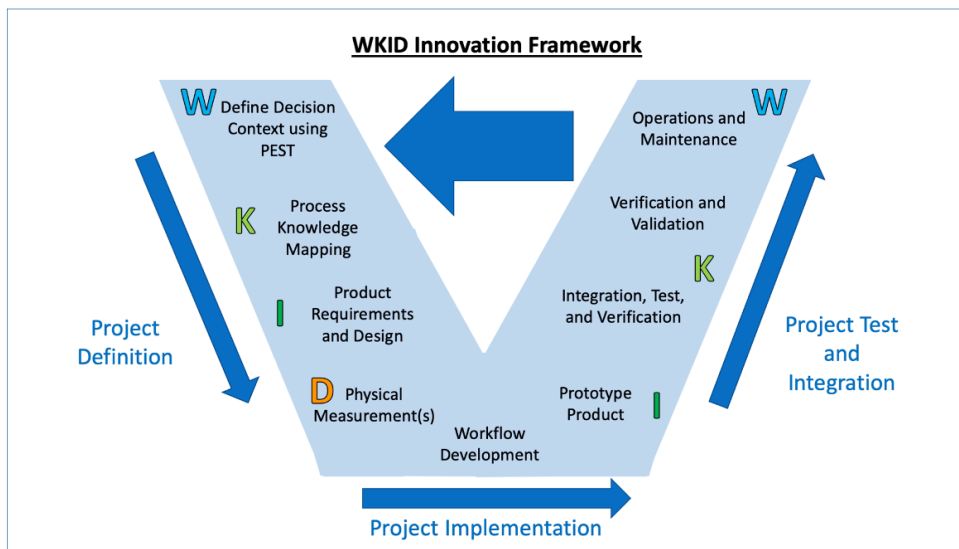 WKID Innovation Framework
W
Define Decision
Context using
PEST
K
Process
Knowledge
Mapping
I
Product
Requirements
and Design
D
Physical
Measurement(s)
Workflow
Development
Prototype
Product
I
Integration, Test,
and Verification
K
Verification and
Validation
Operations and
Maintenance
W
Project
Definition
Project Implementation
Project Test
and
Integration